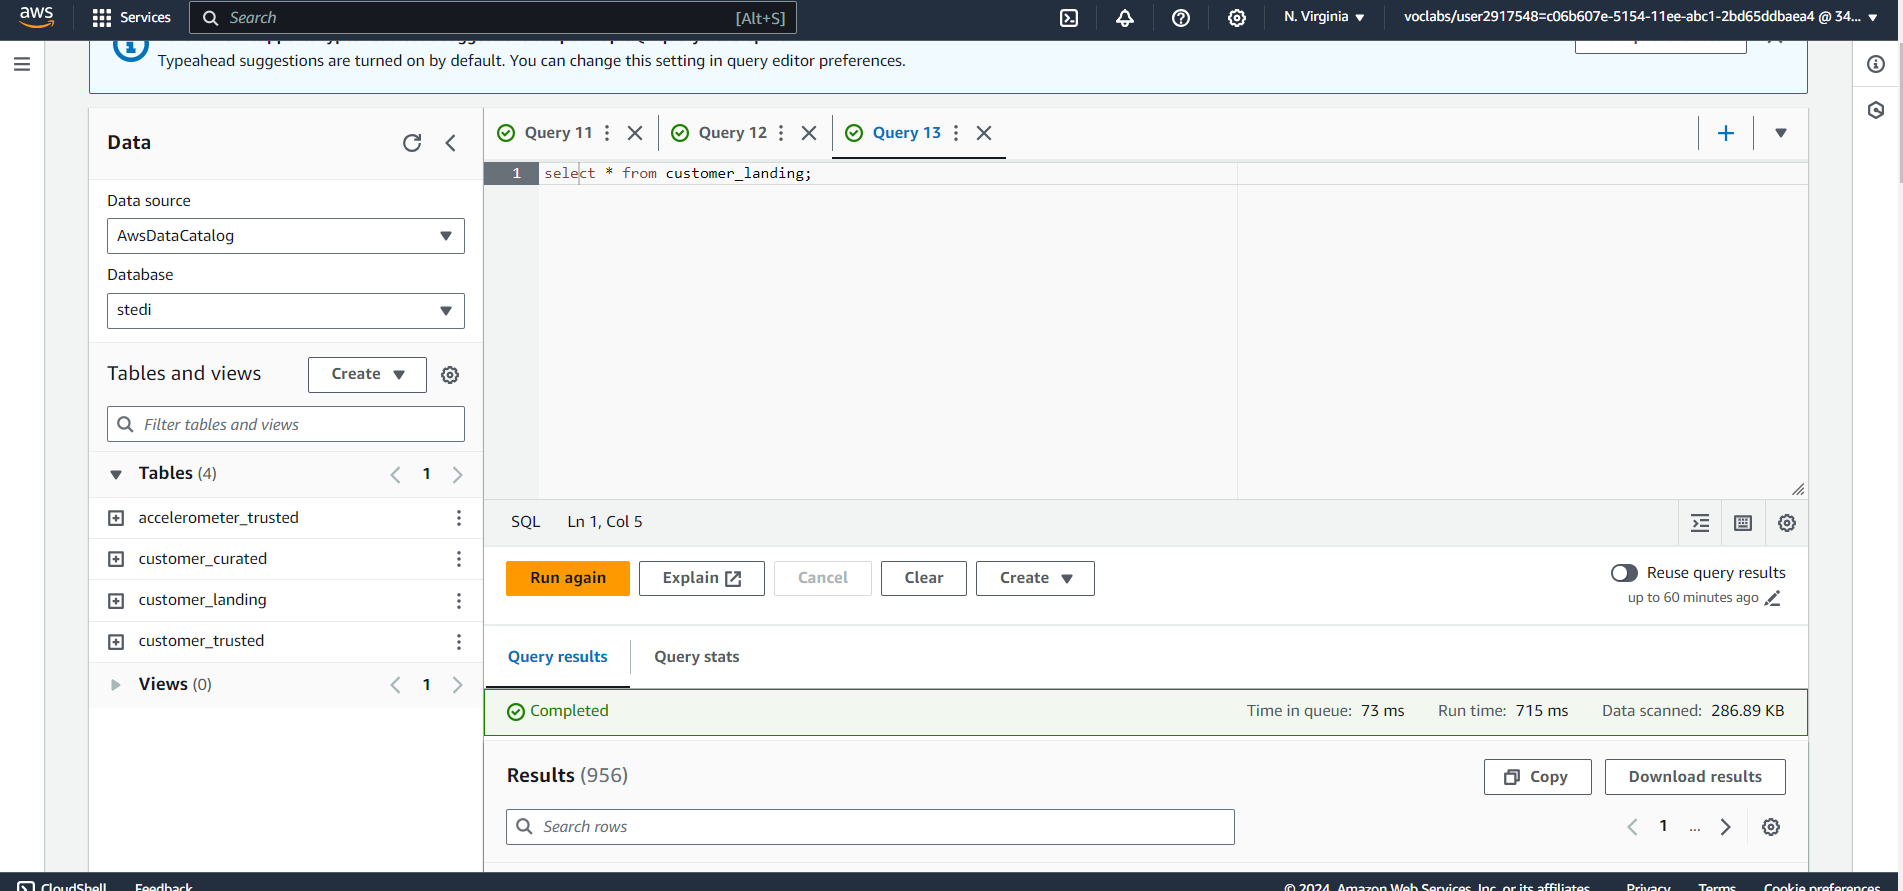 aws
Services
Search
[Alt+S]
N. Virginia
voclabs/user2917548=c06b607e-5154-11ee-abc1-2bd65ddbaea4 @ 34...
Typeahead suggestions are turned on by default. You can change this setting in query editor preferences.
Data
Data source
AwsDataCatalog
Database
stedi
Tables and views
Create
Filter tables and views
Tables (4)
1
accelerometer_trusted
customer_curated
customer_landing
customer_trusted
Views (0)
1
Query 11
Query 12
Query 13
1 select * from customer_landing;
SQL
Ln 1, Col 5
Run again
Explain
Cancel
Clear
Create
Reuse query results
up to 60 minutes ago
Query results
Query stats
Completed
Time in queue: 73 ms
Run time: 715 ms
Data scanned: 286.89 KB
Results (956)
Copy
Download results
Search rows
1
...
CloudShell
Feedback
© 2024, Amazon Web Services, Inc. or its affiliates.
Privacy
Terms
Cookie preferences